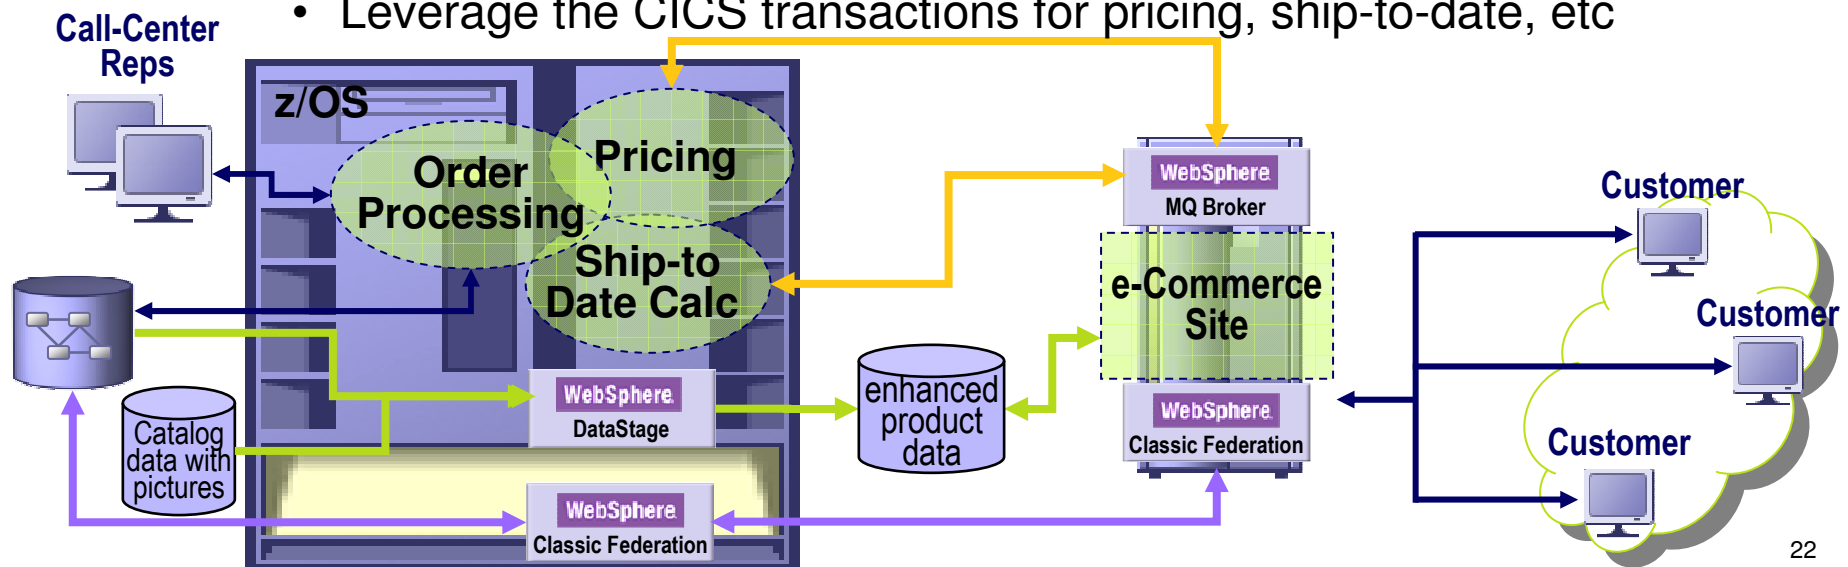 • Leverage the CICS transactions for pricing, ship-to-date, etc
Call-Center
Reps
z/OS
Order
Processing
Pricing
Ship-to
Date Calc
WebSphere
MQ Broker
e-Commerce
Site
WebSphere
Classic Federation
Customer
Customer
Customer
WebSphere
DataStage
enhanced
product
data
Catalog
data with
pictures
WebSphere
Classic Federation
22